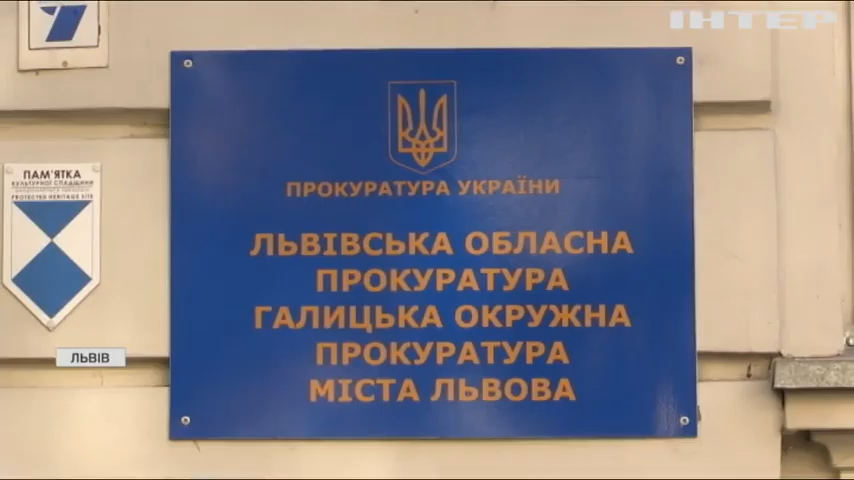 ІНТЕР
7
ПАМ'ЯТКА
КУЛЬТУРНОЇ СПАДЩИНИ
PROTECTED HERITAGE SITE
ПРОКУРАТУРА УКРАЇНИ
ЛЬВІВСЬКА ОБЛАСНА
ПРОКУРАТУРА
ГАЛИЦЬКА ОКРУЖНА
ПРОКУРАТУРА
МІСТА ЛЬВОВА
ЛЬВІВ